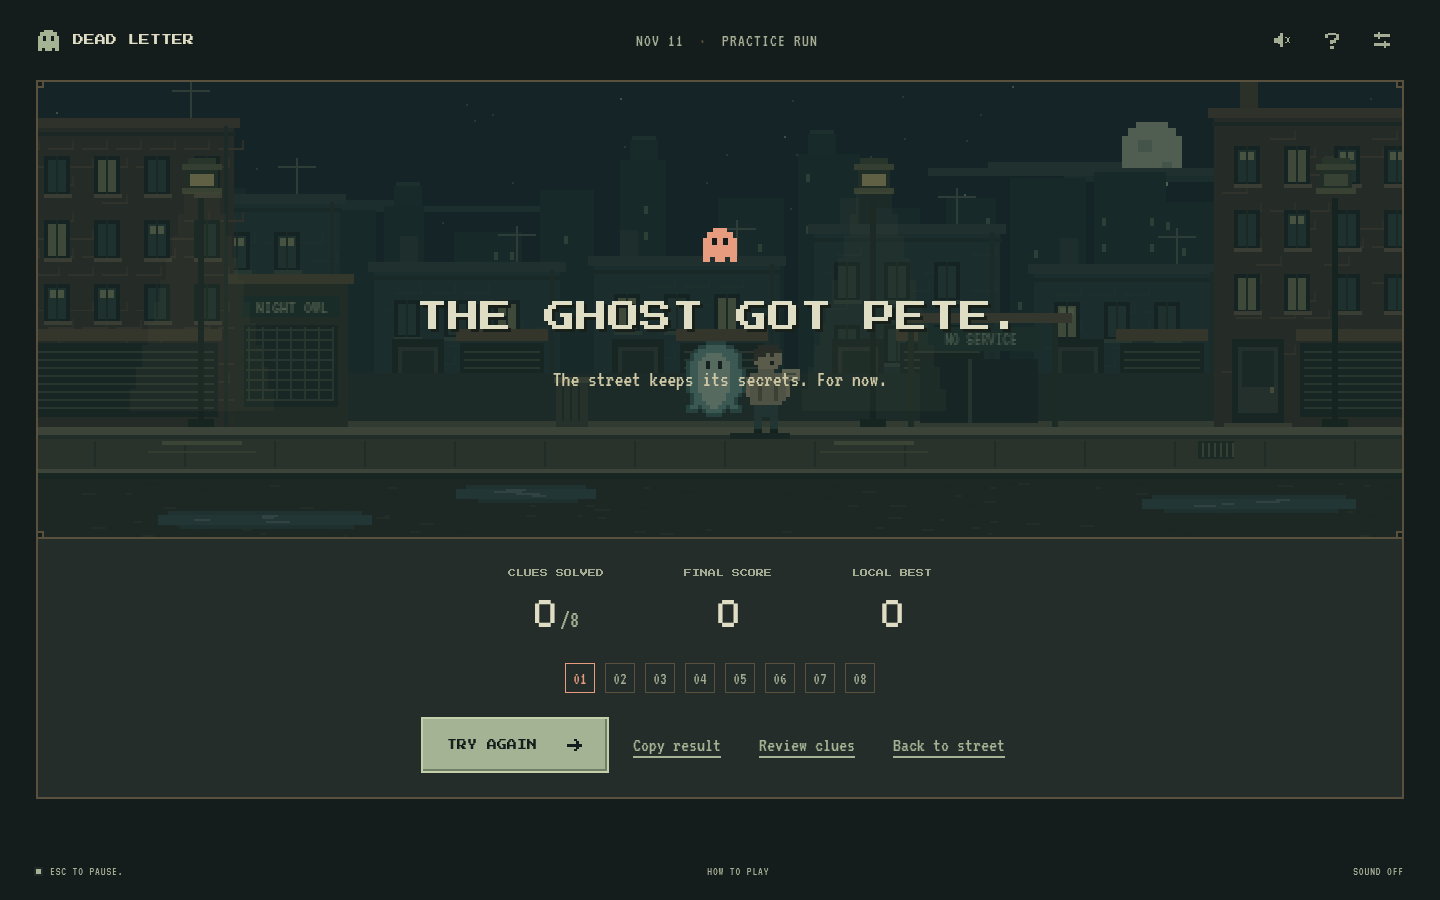 DEAD LETTER
NOV 11 · PRACTICE RUN
NIGHT OWL
THE GHOST GOT PETE.
NO SERVICE
The street keeps its secrets. For now.
CLUES SOLVED
FINAL SCORE
LOCAL BEST
0/8
0
0
01 02 03 04 05 06 07 08
TRY AGAIN
Copy result
Review clues
Back to street
ESC TO PAUSE.
HOW TO PLAY
SOUND OFF